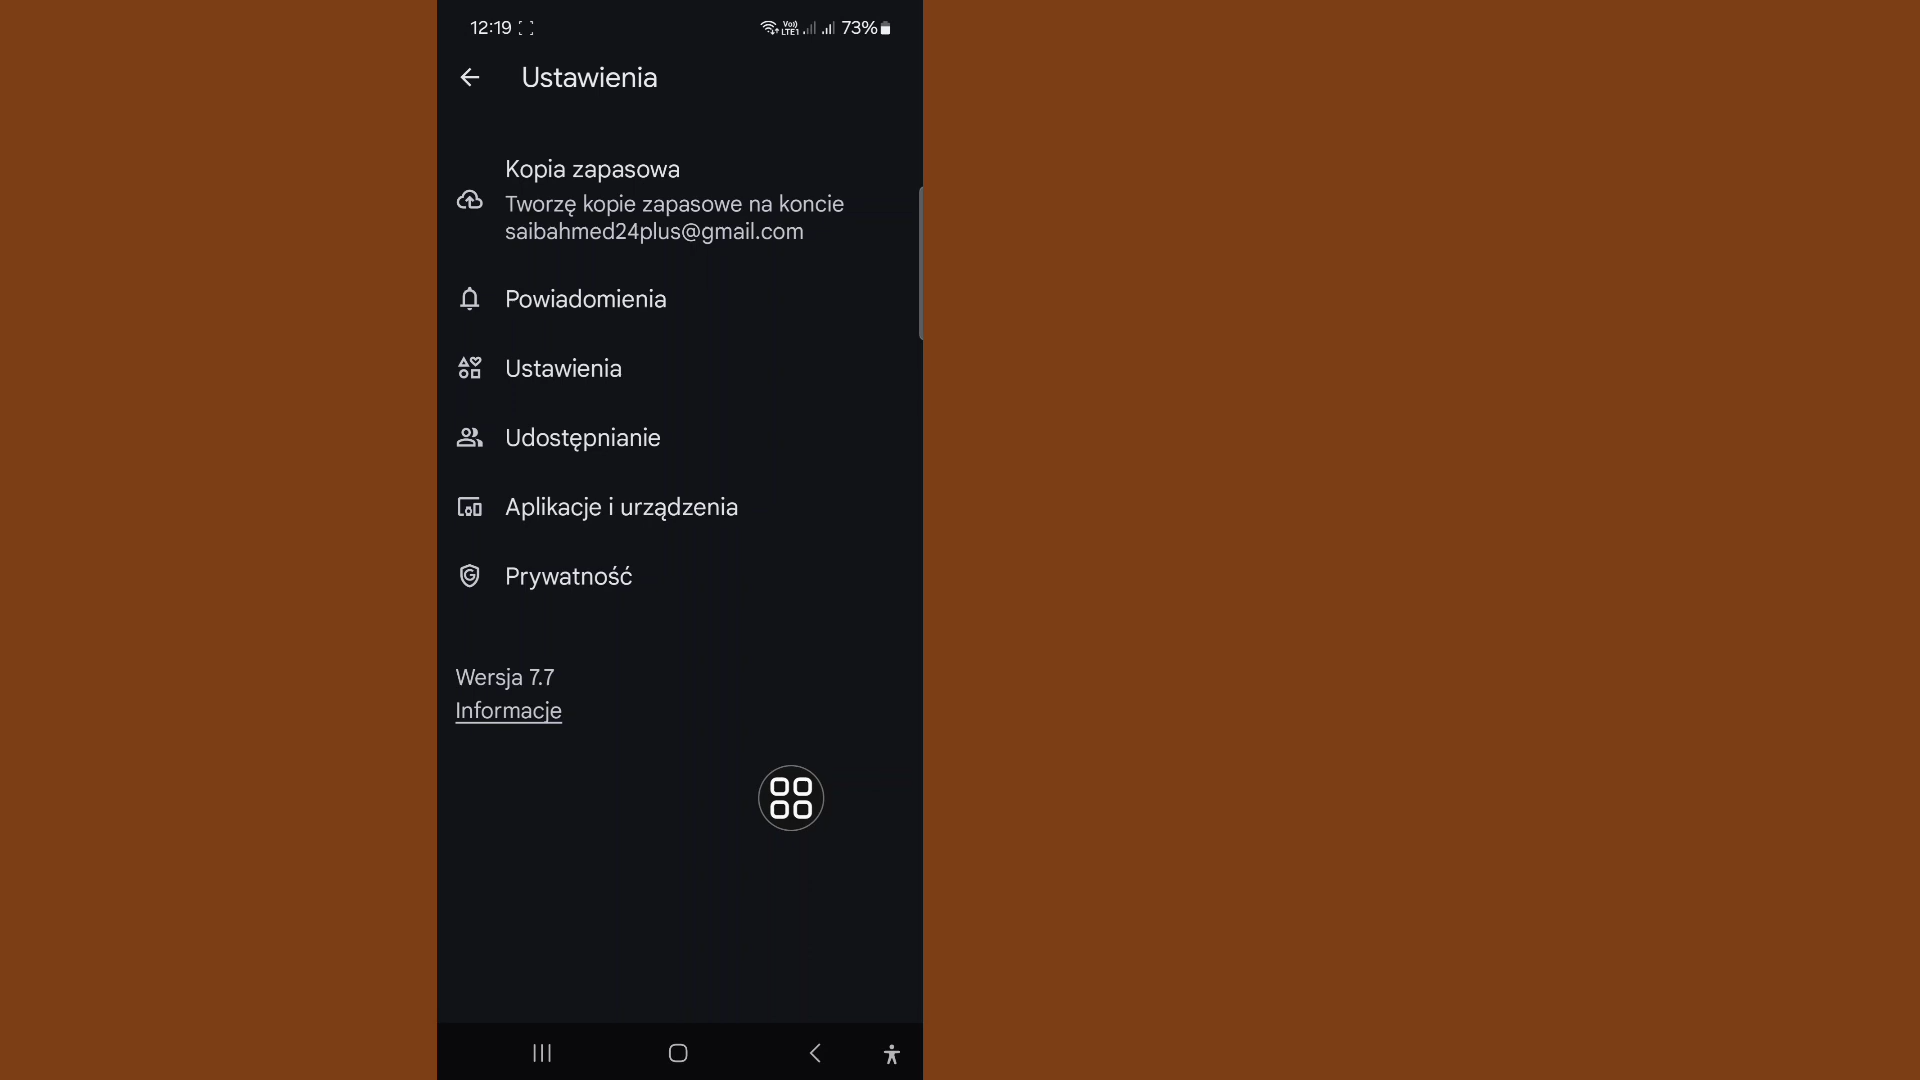 12:19 73%
Ustawienia
Kopia zapasowa
Tworzę kopie zapasowe na koncie
saibahmed24plus@gmail.com
Powiadomienia
Ustawienia
Udostępnianie
Aplikacje i urządzenia
Prywatność
Wersja 7.7
Informacje